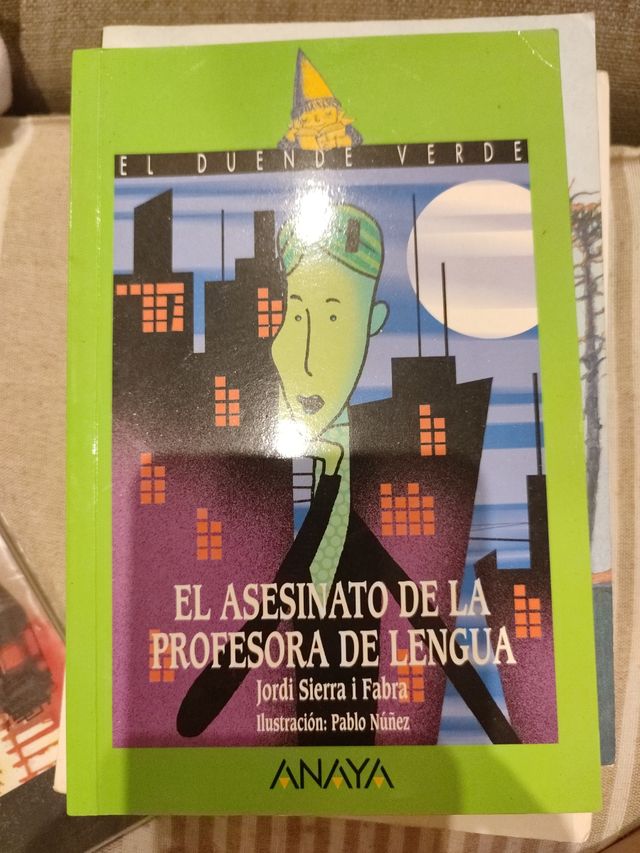 EL DUENDE VERDE
EL ASESINATO DE LA
PROFESORA DE LENGUA
Jordi Sierra i Fabra
Ilustración: Pablo Núñez
ANAYA